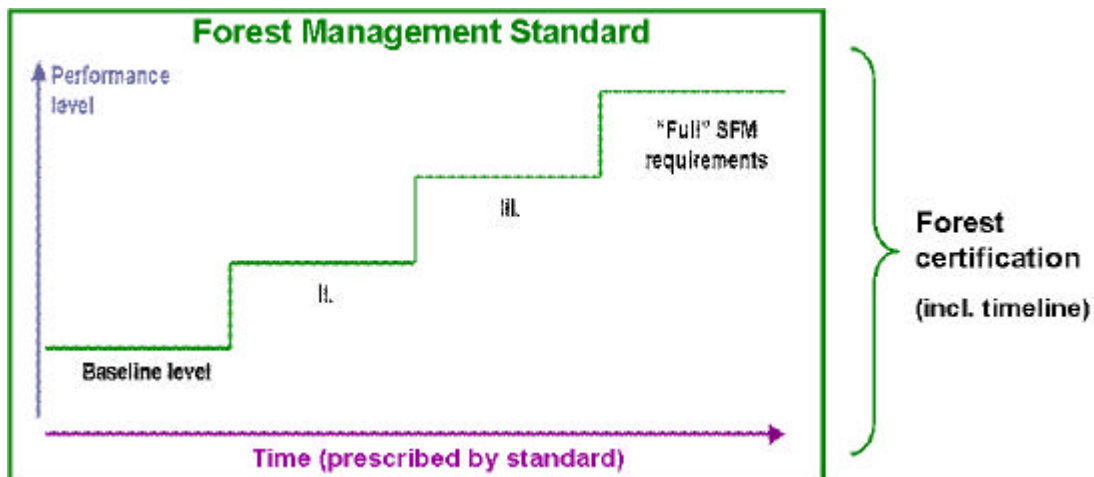 Forest Management Standard
Performance
level
"Full" SFM
requirements
III.
II.
Baseline level
Time (prescribed by standard)
Forest
certification
(incl. timeline)